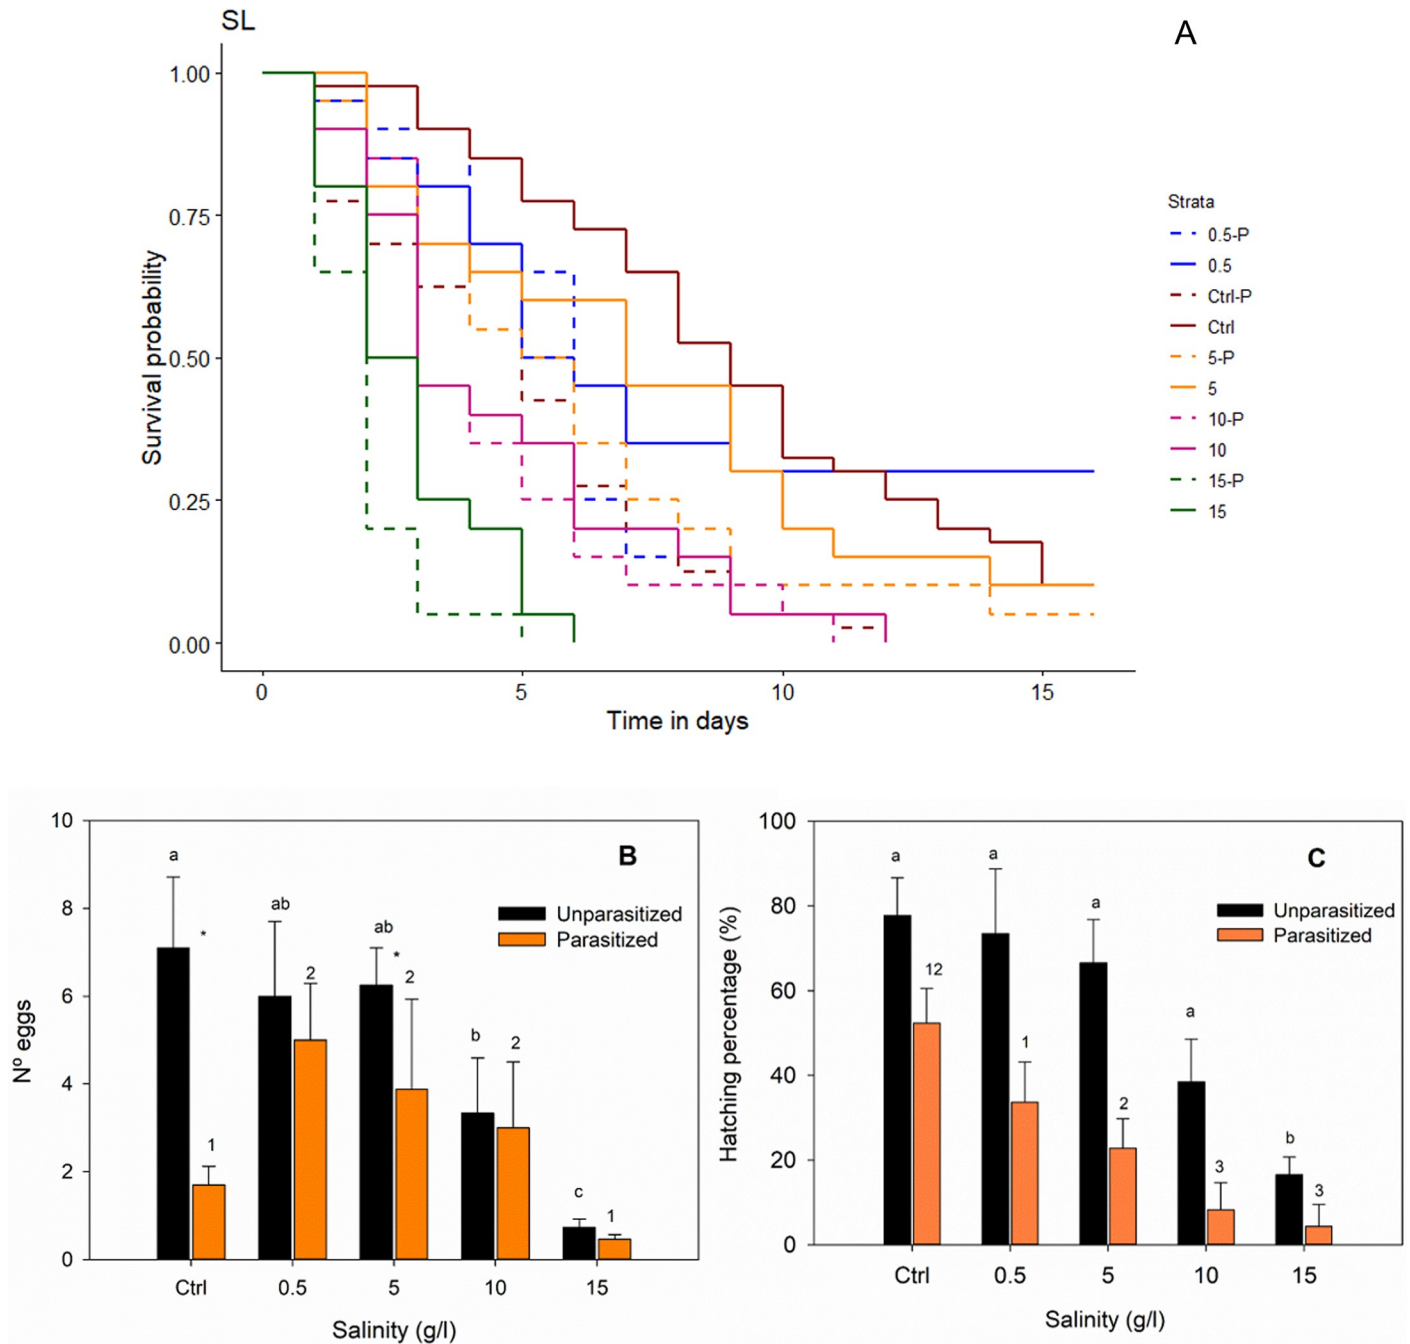 SL
A
1.00
0.75
0.50
0.25
0.00
Survival probability
0
5
10
15
Time in days
Strata
0.5-P
0.5
Ctrl-P
Ctrl
5-P
5
10-P
10
15-P
15
10
8
6
4
2
0
Nº eggs
B
Unparasitized
Parasitized
a
*
1
ab
2
ab
*
2
b
2
c
1
Ctrl
0.5
5
10
15
Salinity (g/l)
100
80
60
40
20
0
Hatching percentage (%)
C
Unparasitized
Parasitized
a
12
a
1
a
2
a
3
b
3
Ctrl
0.5
5
10
15
Salinity (g/l)